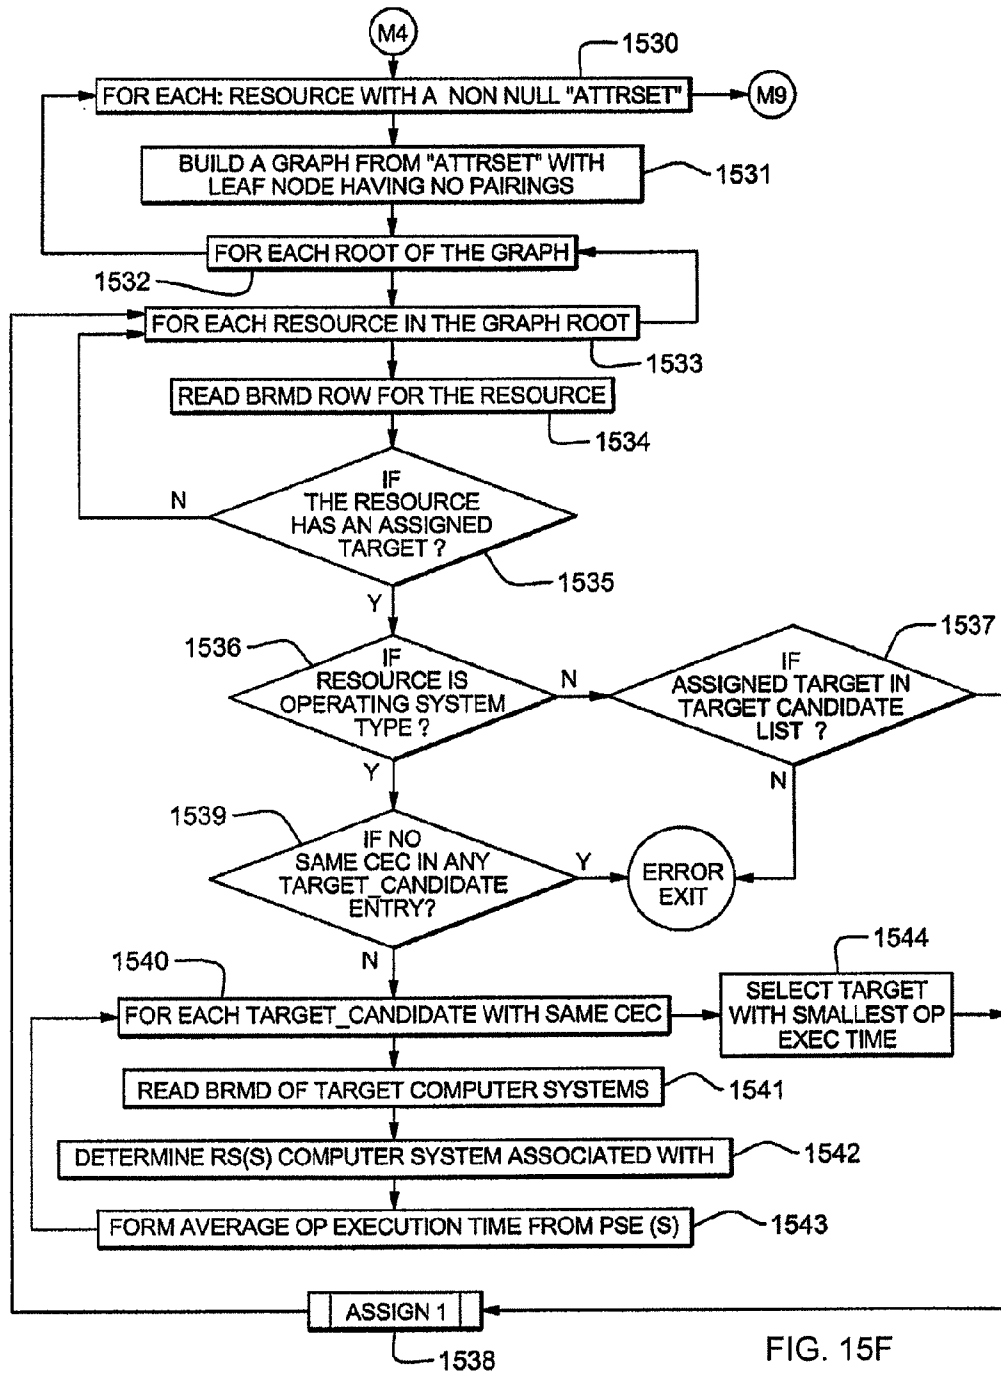 M4
1530
FOR EACH: RESOURCE WITH A NON NULL "ATTRSET"
M9
BUILD A GRAPH FROM "ATTRSET" WITH
LEAF NODE HAVING NO PAIRINGS
1531
FOR EACH ROOT OF THE GRAPH
1532
FOR EACH RESOURCE IN THE GRAPH ROOT
1533
READ BRMD ROW FOR THE RESOURCE
1534
IF
THE RESOURCE
HAS AN ASSIGNED
TARGET ?
N
1535
Y
1536
IF
RESOURCE IS
OPERATING SYSTEM
TYPE ?
N
1537
IF
ASSIGNED TARGET IN
TARGET CANDIDATE
LIST ?
Y
N
1539
IF NO
SAME CEC IN ANY
TARGET_CANDIDATE
ENTRY?
Y
ERROR
EXIT
N
1540
FOR EACH TARGET_CANDIDATE WITH SAME CEC
1544
SELECT TARGET
WITH SMALLEST OP
EXEC TIME
READ BRMD OF TARGET COMPUTER SYSTEMS
1541
DETERMINE RS(S) COMPUTER SYSTEM ASSOCIATED WITH
1542
FORM AVERAGE OP EXECUTION TIME FROM PSE (S)
1543
ASSIGN 1
1538
FIG. 15F